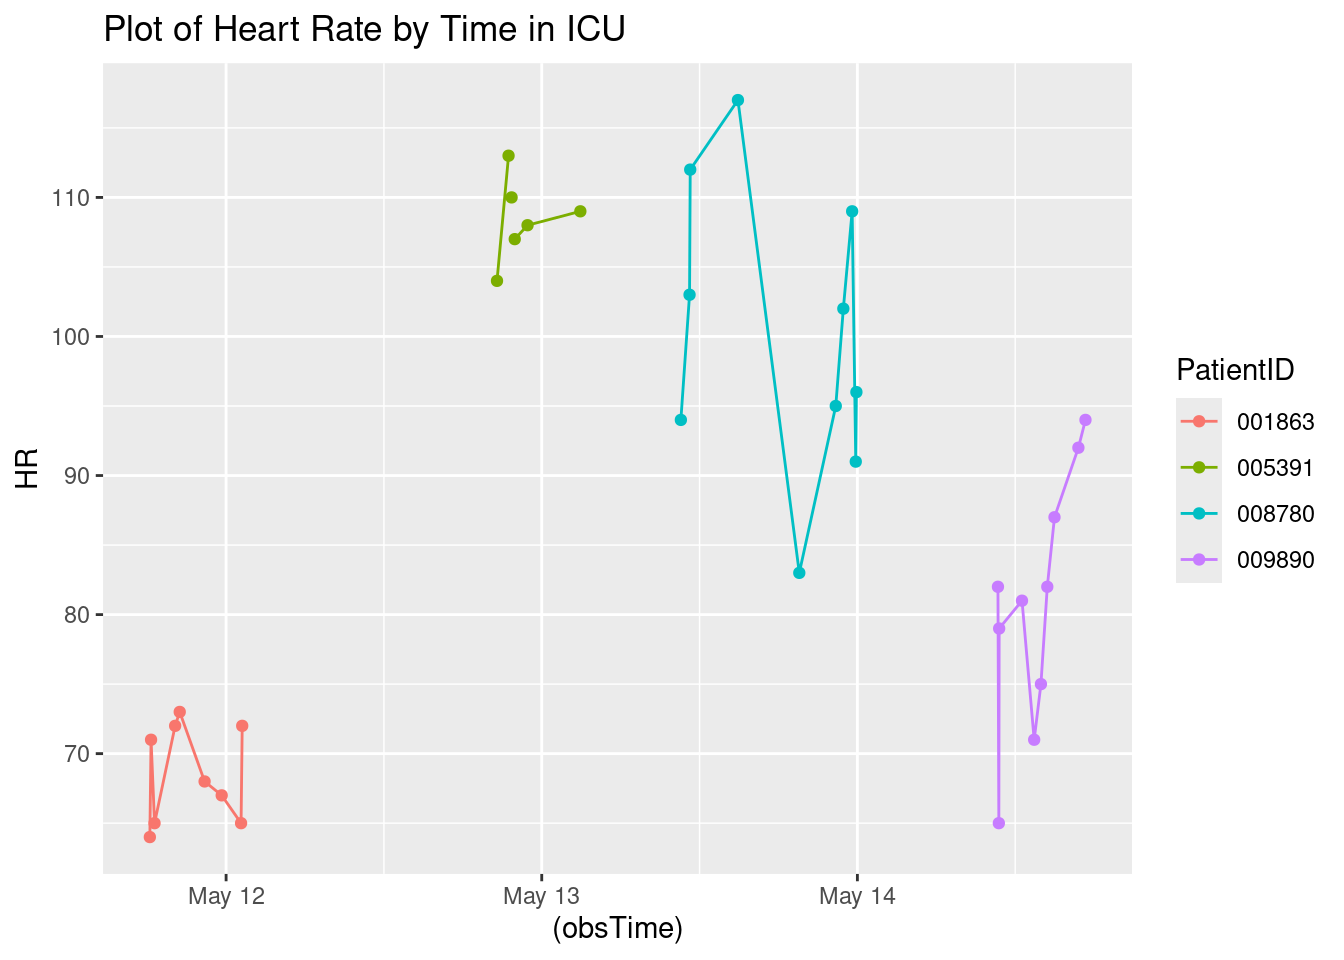 Plot of Heart Rate by Time in ICU
HR
110
100
90
80
70
May 12 May 13 May 14
(obsTime)
PatientID
001863
005391
008780
009890